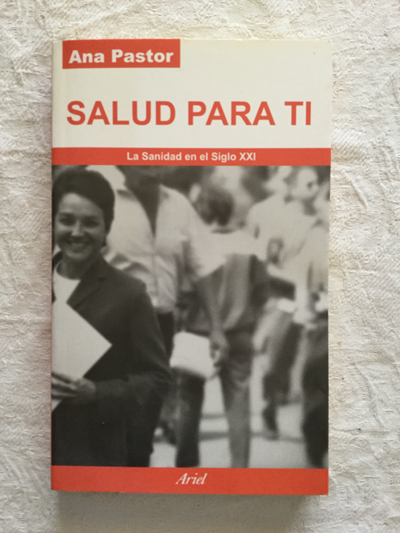 Ana Pastor
SALUD PARA TI
La Sanidad en el Siglo XXI
Ariel